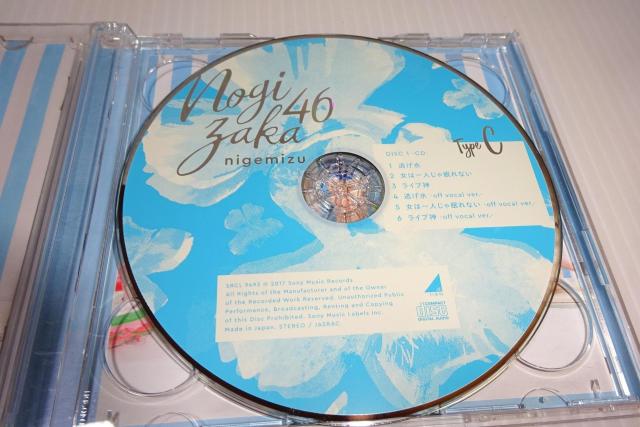 Nogi
zaka46
nigemizu
DISC 1-CD
Type C
1 逃げ水
2 女は一人じゃ眠れない
3 ライブ神
4 逃げ水 -off vocal ver.-
5 女は一人じゃ眠れない -off vocal ver.-
6 ライブ神 -off vocal ver.-
SRCL 9493 ℗ 2017 Sony Music Records
All Rights of the Manufacturer and of the Owner
of the Recorded Work Reserved. Unauthorized Public
Performance, Broadcasting, Renting and Copying
of this Disc Prohibited. Sony Music Labels Inc.
Made in Japan. STEREO / JASRAC
COMPACT
disc
DIGITAL AUDIO